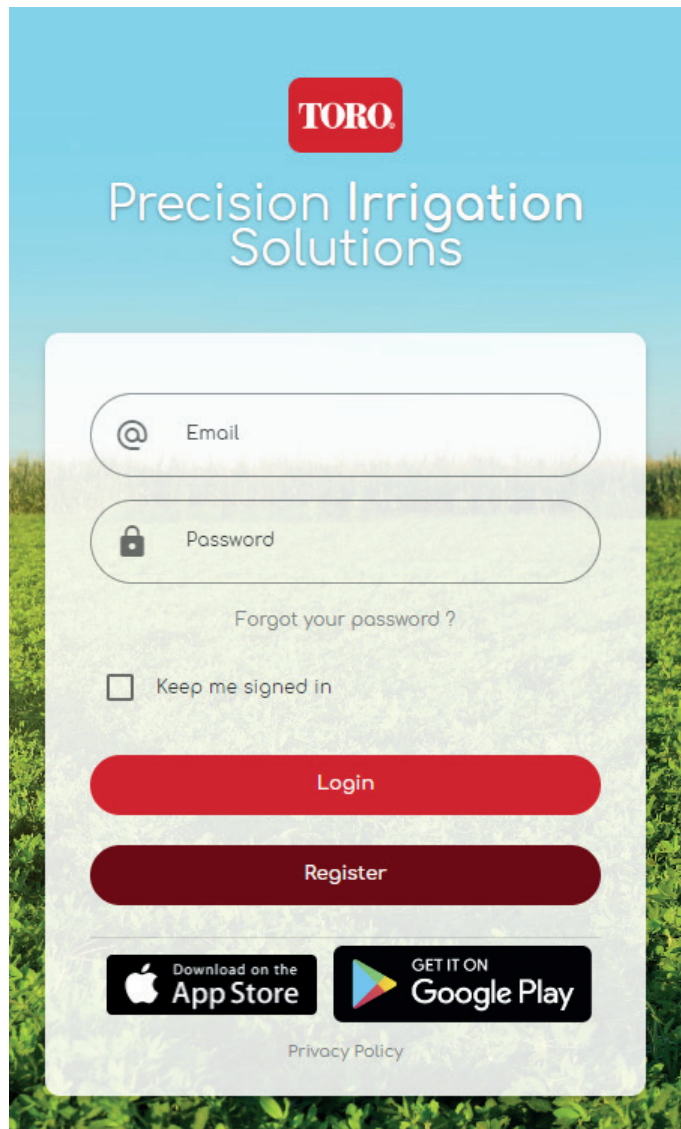 TORO.
Precision Irrigation
Solutions
@ Email
Password
Forgot your password ?
Keep me signed in
Login
Register
Download on the
App Store
GET IT ON
Google Play
Privacy Policy